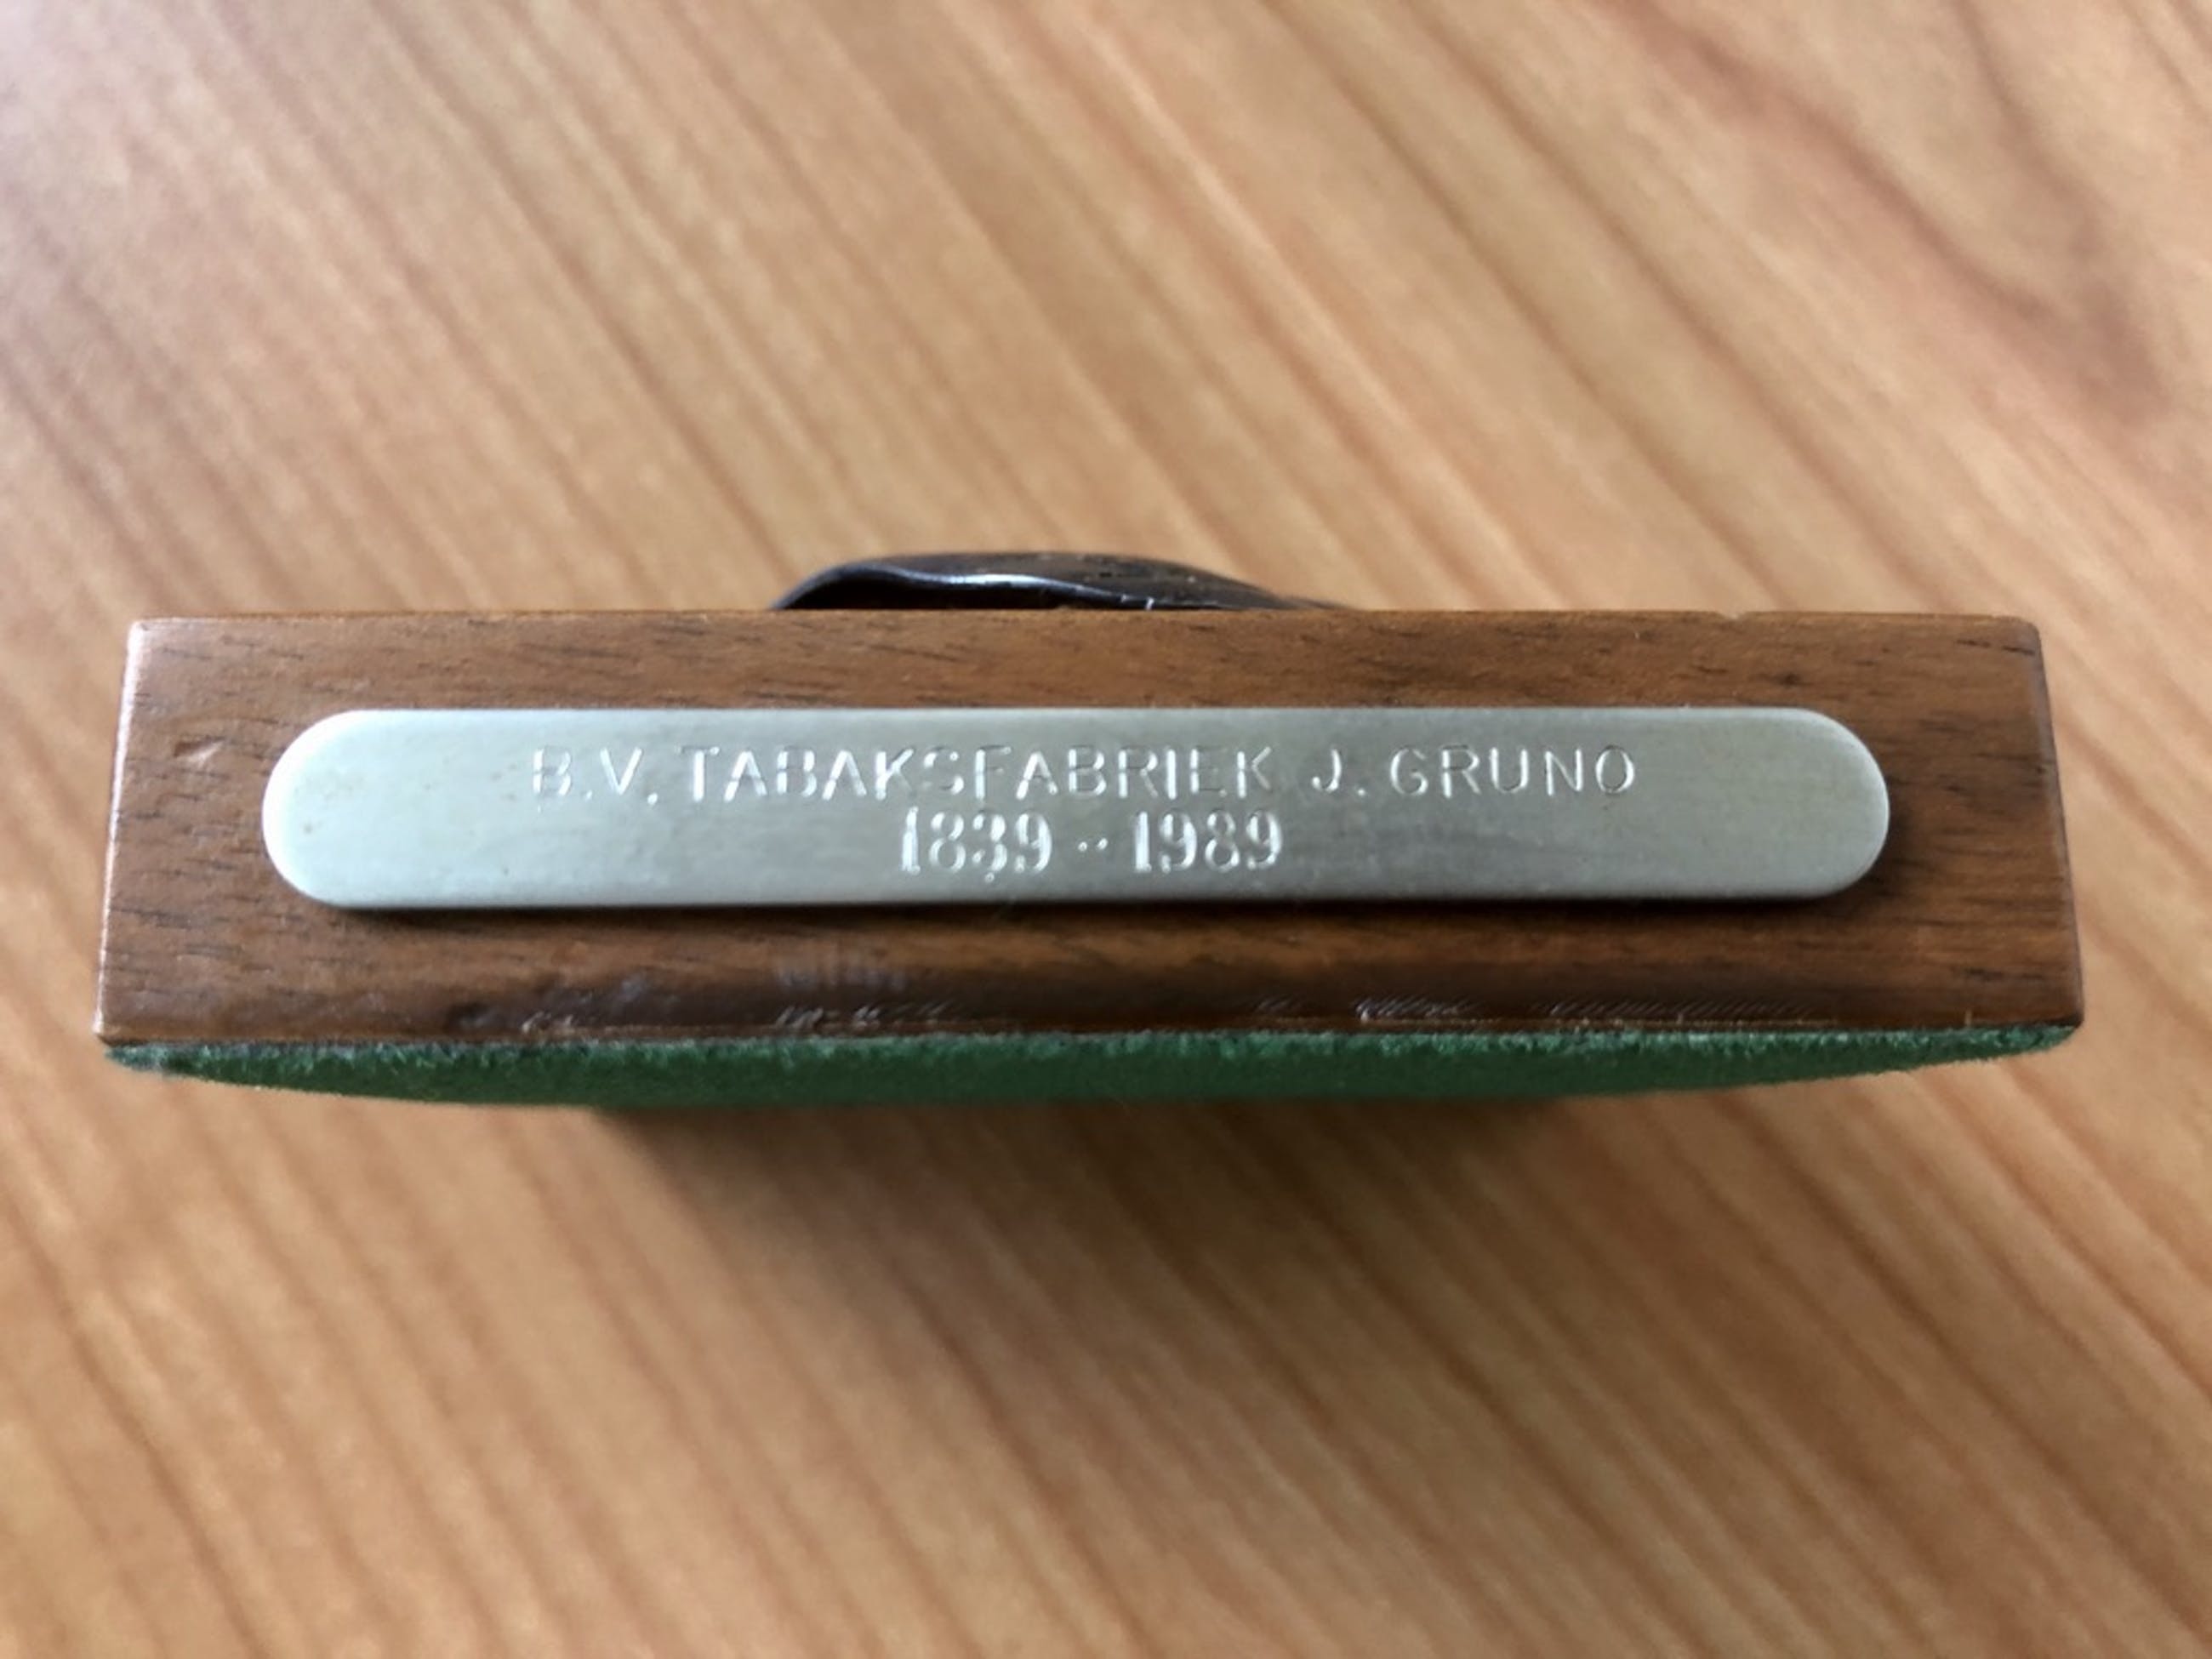 B.V. TABAKSFABRIEK J. GRUNO
1839 - 1989